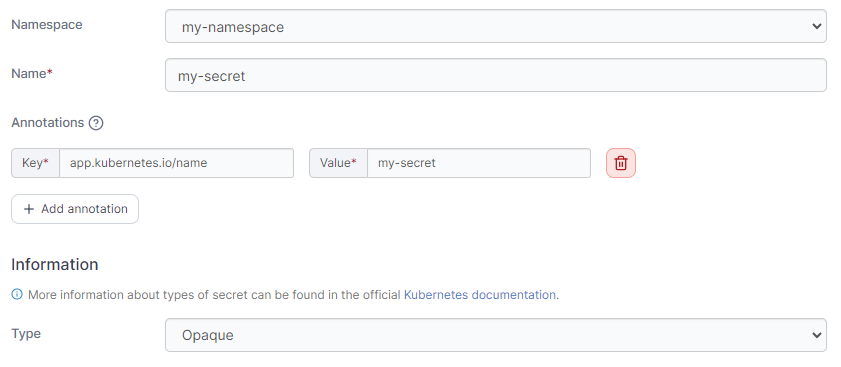 Namespace my-namespace
Name* my-secret
Annotations
Key* app.kubernetes.io/name Value* my-secret
Add annotation
Information
More information about types of secret can be found in the official Kubernetes documentation.
Type Opaque